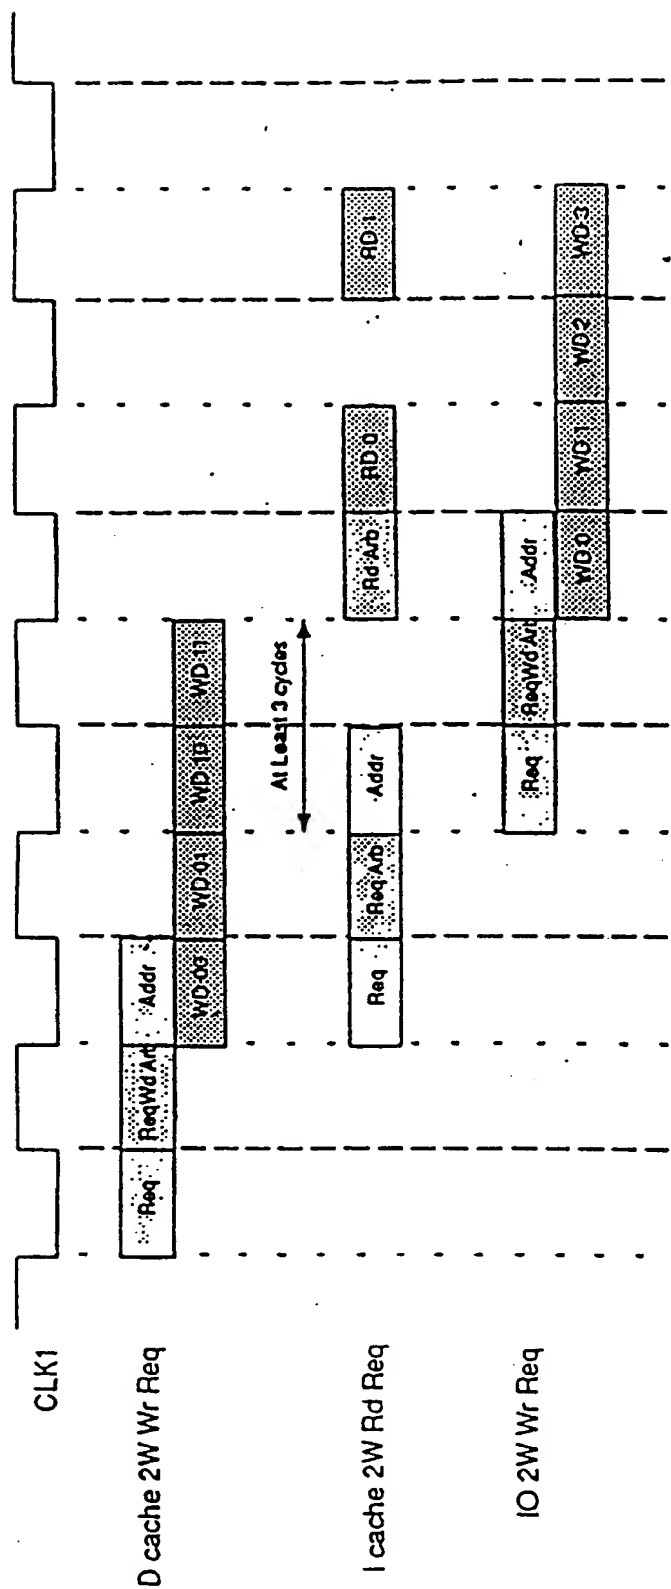 CLK1
D cache 2W Wr Req
Req ReqWd Arb Addr
WD:00 WD:01 WD:10 WD:11
At Least 3 cycles
I cache 2W Rd Req
Req Req Arb Addr Rd Arb RD:0 RD:1
IO 2W Wr Req
Req ReqWd Arb Addr
WD:0 WD:1 WD:2 WD:3